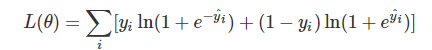 L(θ) = ∑_i [y_i ln(1 + e^{-ŷ_i}) + (1 − y_i) ln(1 + e^{ŷ_i})]